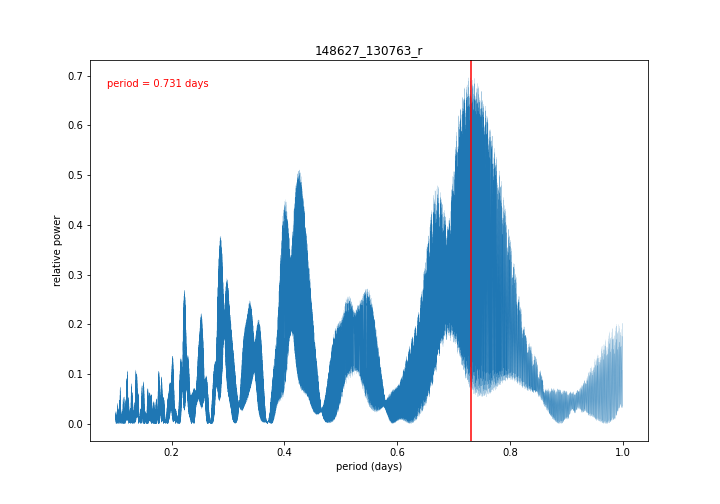 148627_130763_r
period = 0.731 days
relative power
0.7
0.6
0.5
0.4
0.3
0.2
0.1
0.0
0.2 0.4 0.6 0.8 1.0
period (days)